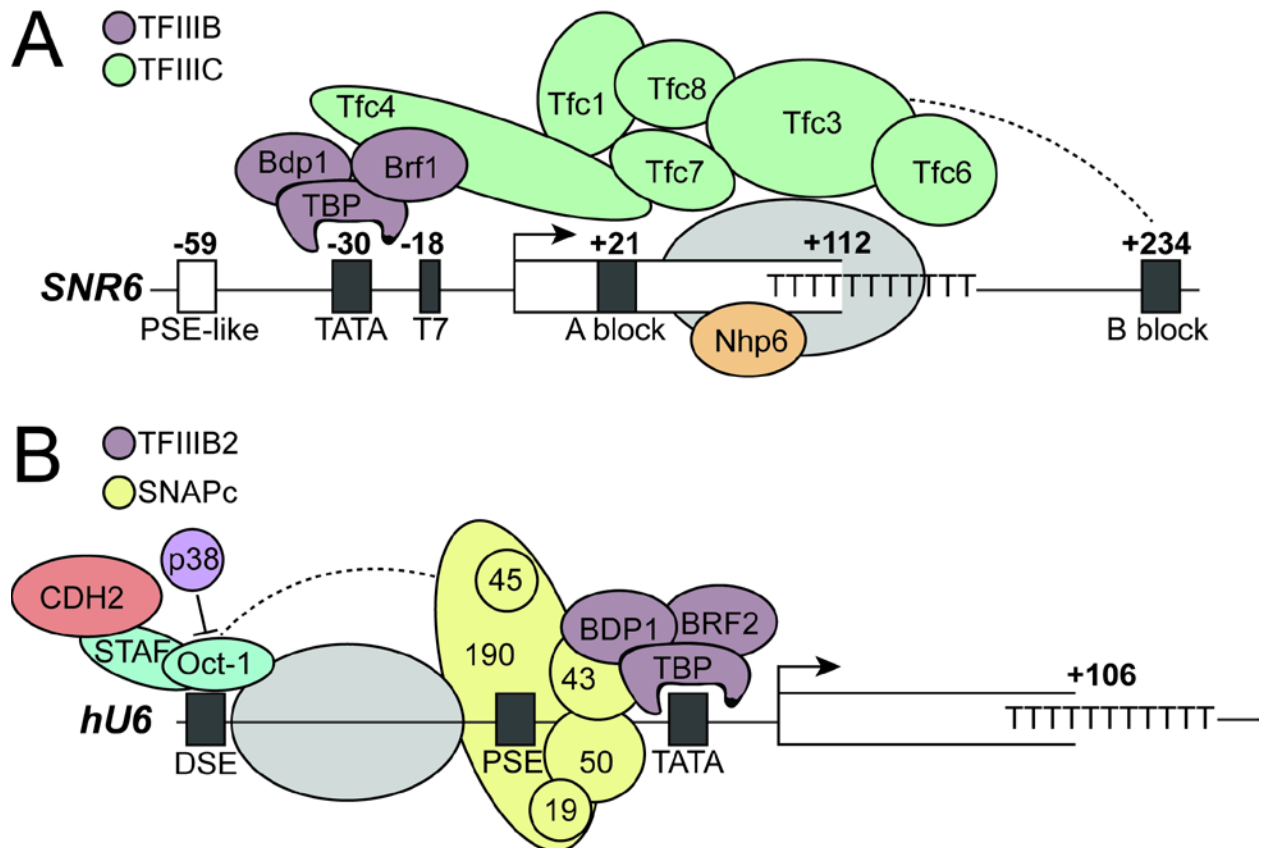 A
TFIIIB
TFIIIC
Tfc4
Tfc1
Tfc8
Tfc3
Tfc7
Tfc6
Bdp1
Brf1
TBP
-59
-30
-18
+21
+112
+234
SNR6
TTTTTTTTTTT
PSE-like
TATA
T7
A block
Nhp6
B block
B
TFIIIB2
SNAPc
p38
CDH2
STAF
Oct-1
45
190
43
BDP1
BRF2
TBP
+106
hU6
TTTTTTTTTTT
DSE
PSE
50
TATA
19